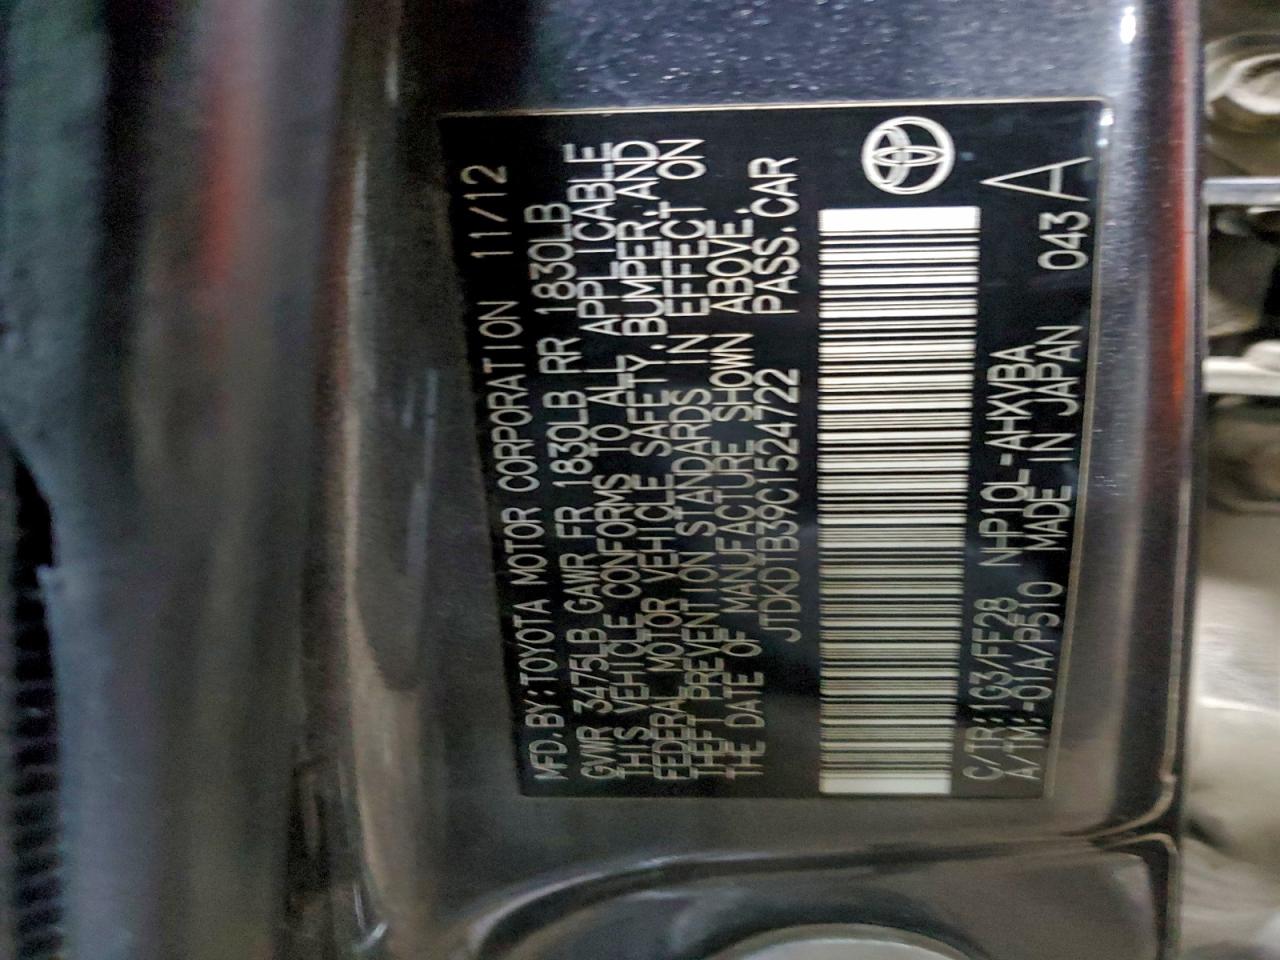 MFD.BY:TOYOTA MOTOR CORPORATION 11/12
GVWR 3475LB GAWR FR 1830LB RR 1830LB
THIS VEHICLE CONFORMS TO ALL APPLICABLE
FEDERAL MOTOR VEHICLE SAFETY,BUMPER,AND
THEFT PREVENTION STANDARDS IN EFFECT ON
THE DATE OF MANUFACTURE SHOWN ABOVE.
JTDKDTB39C1524722 PASS.CAR
C/TR:1G3/FF28 NHP10L-AHXVBA 043
A/TM:-01A/P510 MADE IN JAPAN A